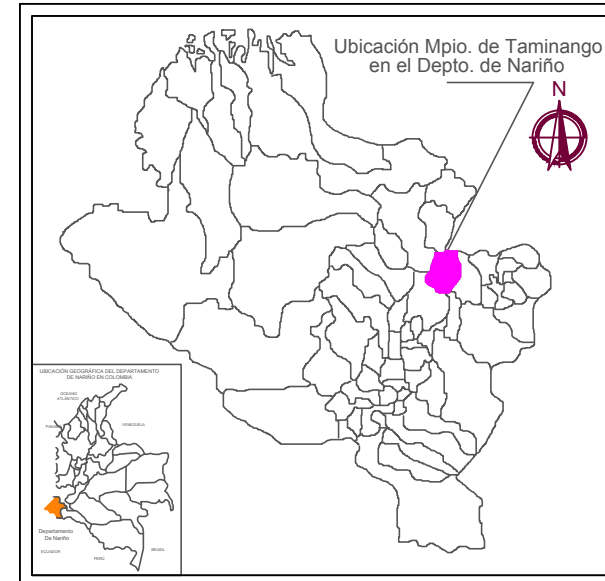 Ubicación Mpio. de Taminango
en el Depto. de Nariño
N
UBICACIÓN GEOGRÁFICA DEL DEPARTAMENTO
DE NARIÑO EN COLOMBIA
OCEANO
ATLÁNTICO
PANAMÁ
VENEZUELA
Departamento
De Nariño
ECUADOR
PERÚ
BRASIL